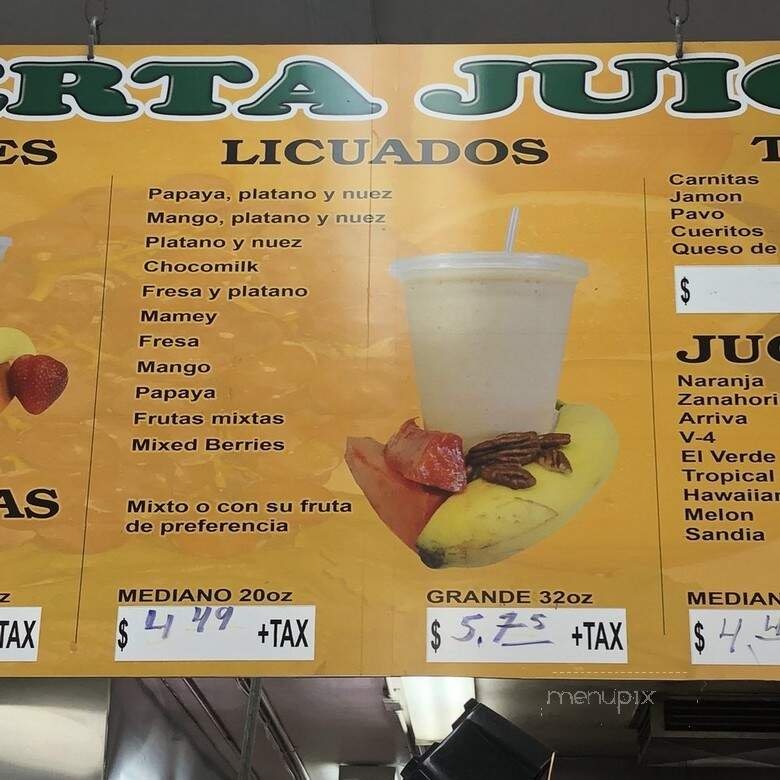 ERTA JUIC
ES
LICUADOS
Papaya, platano y nuez
Mango, platano y nuez
Platano y nuez
Chocomilk
Fresa y platano
Mamey
Fresa
Mango
Papaya
Frutas mixtas
Mixed Berries
Mixto o con su fruta
de preferencia
MEDIANO 20oz
$ 4 49 +TAX
GRANDE 32oz
$ 5.75 +TAX
AS
z
TAX
T
Carnitas
Jamon
Pavo
Cueritos
Queso de
$
JUG
Naranja
Zanahori
Arriva
V-4
El Verde
Tropical
Hawaiian
Melon
Sandia
MEDIAN
$ 4.4
menupix